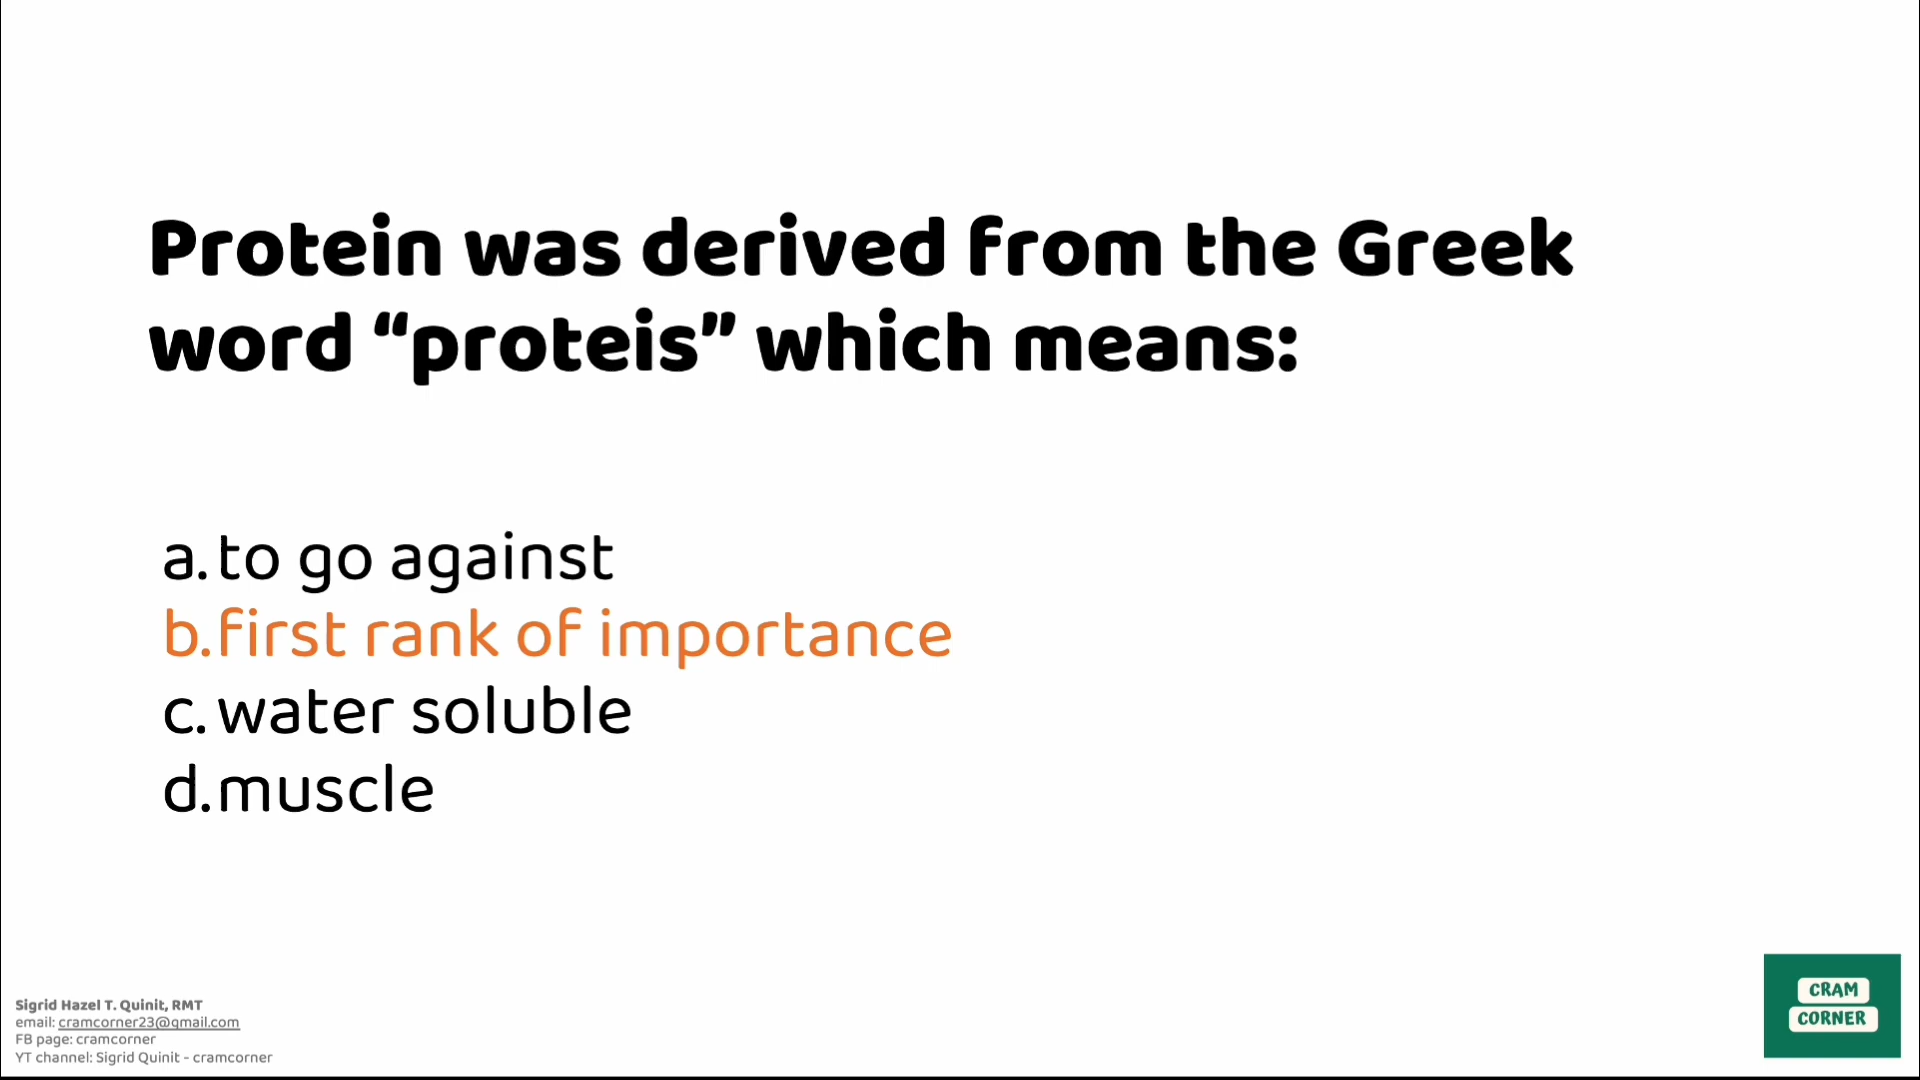 Protein was derived from the Greek
word “proteis” which means:
a. to go against
b. first rank of importance
c. water soluble
d. muscle
Sigrid Hazel T. Quinit, RMT
email: cramcorner23@gmail.com
FB page: cramcorner
YT channel: Sigrid Quinit - cramcorner
CRAM
CORNER